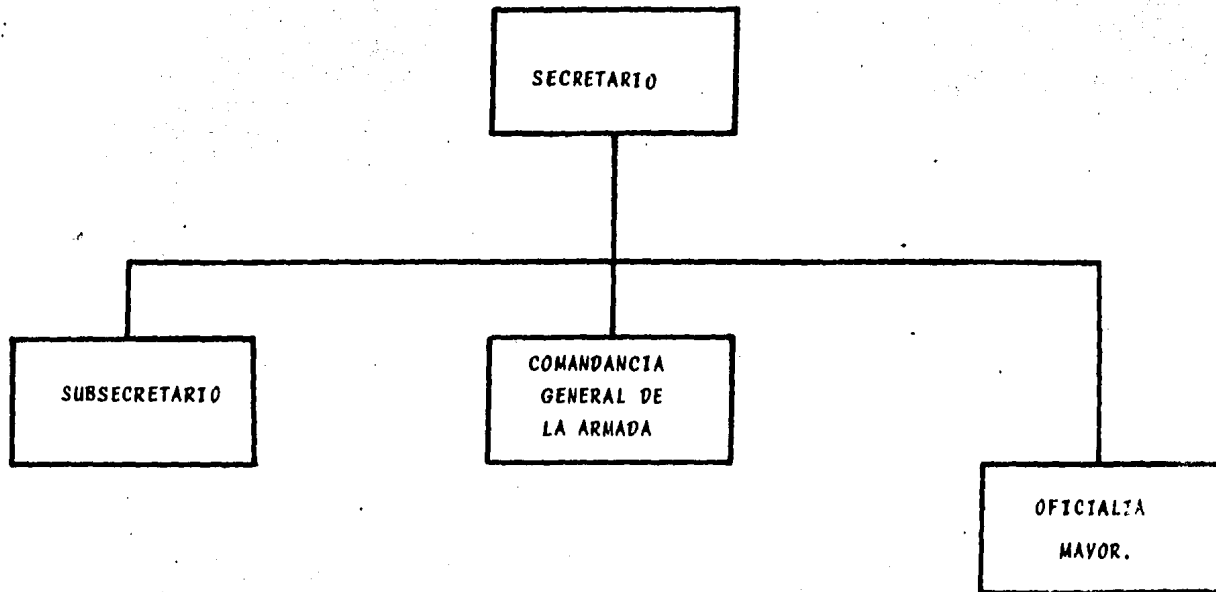 SECRETARIO
SUBSECRETARIO
COMANDANCIA
GENERAL DE
LA ARMADA
OFICIALIA
MAYOR.